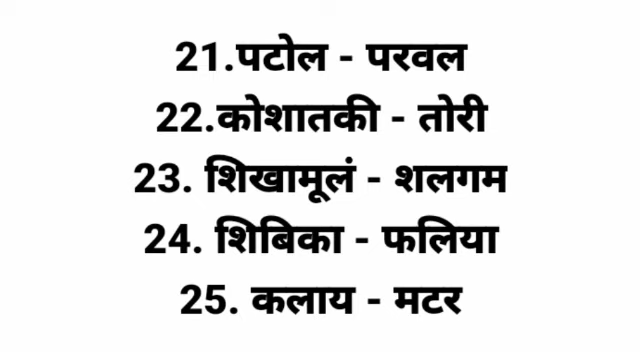 21.पटोल - परवल
22.कोशातकी - तोरी
23. शिखामूलं - शलगम
24. शिबिका - फलिया
25. कलाय - मटर